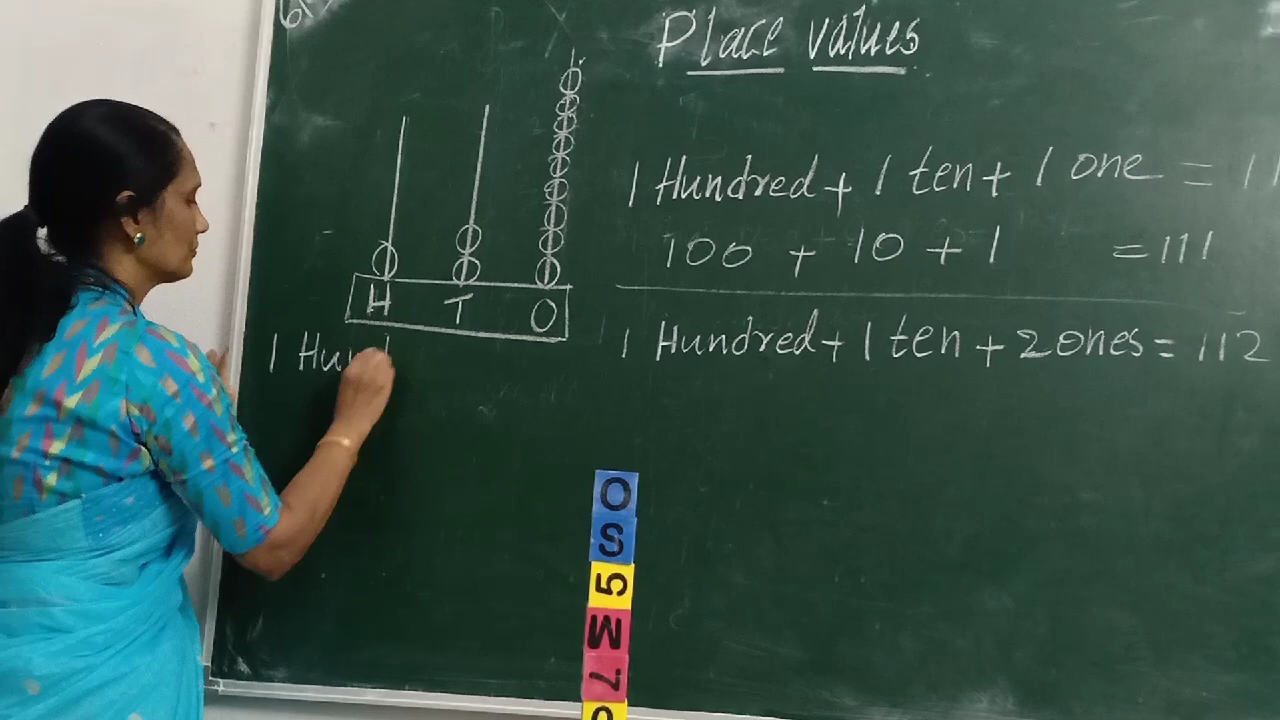 Place values
1 Hundred + 1 ten + 1 one = 11
100 + 10 + 1 = 111
1 Hundred + 1 ten + 2 ones = 112
H T O
1 Hu
O
S
5
W
7